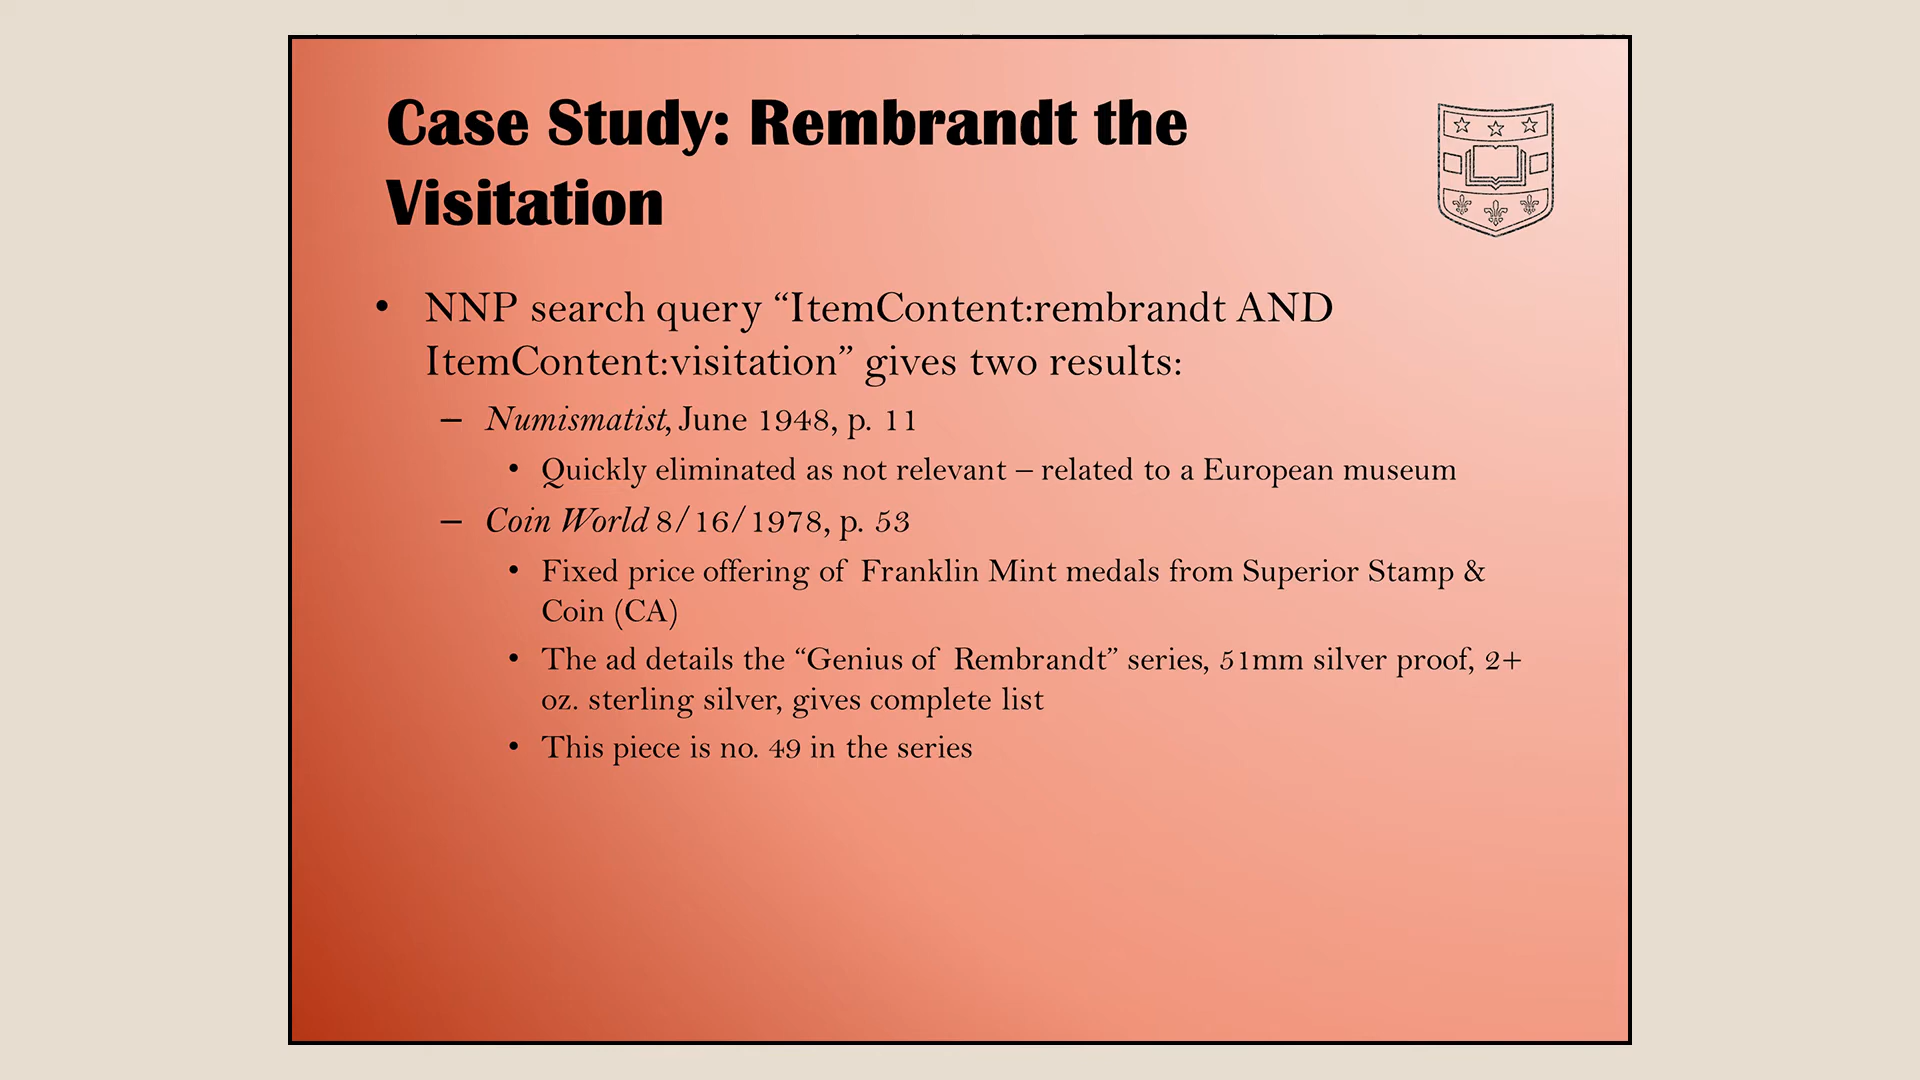 Case Study: Rembrandt the
Visitation
• NNP search query “ItemContent:rembrandt AND
ItemContent:visitation” gives two results:
– Numismatist, June 1948, p. 11
• Quickly eliminated as not relevant – related to a European museum
– Coin World 8/16/1978, p. 53
• Fixed price offering of Franklin Mint medals from Superior Stamp &
Coin (CA)
• The ad details the “Genius of Rembrandt” series, 51mm silver proof, 2+
oz. sterling silver, gives complete list
• This piece is no. 49 in the series